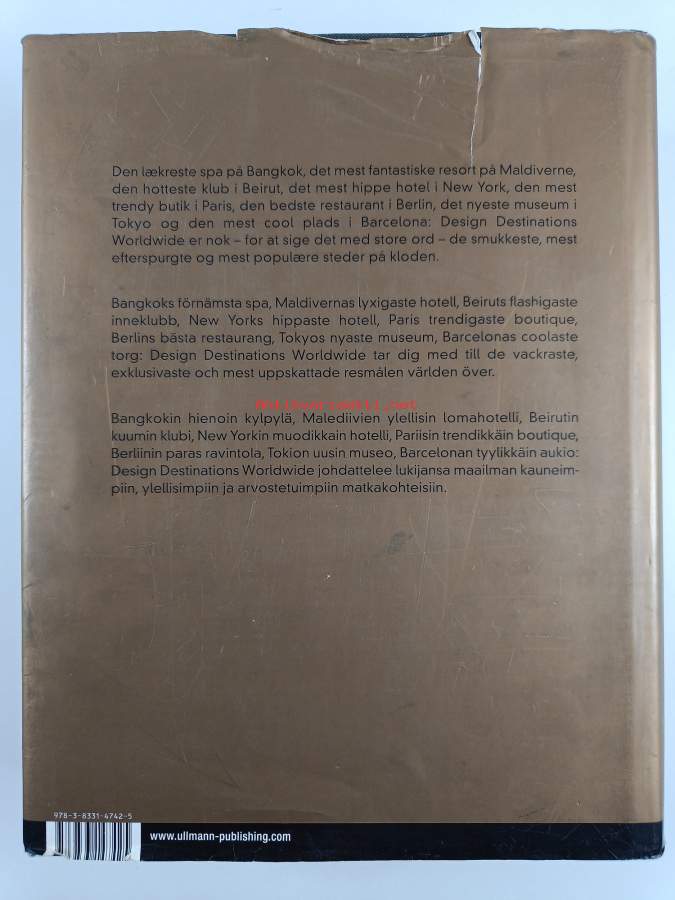 Den lækreste spa på Bangkok, det mest fantastiske resort på Maldiverne,
den hotteste klub i Beirut, det mest hippe hotel i New York, den mest
trendy butik i Paris, den bedste restaurant i Berlin, det nyeste museum i
Tokyo og den mest cool plads i Barcelona: Design Destinations
Worldwide er nok – for at sige det med store ord – de smukkeste, mest
efterspurgte og mest populære steder på kloden.
Bangkoks förnämsta spa, Maldivernas lyxigaste hotell, Beiruts flashigaste
inneklubb, New Yorks hippaste hotell, Paris trendigaste boutique,
Berlins bästa restaurang, Tokyos nyaste museum, Barcelonas coolaste
torg: Design Destinations Worldwide tar dig med till de vackraste,
exklusivaste och mest uppskattade resmålen världen över.
Bangkokin hienoin kylpylä, Malediivien ylellisin lomahotelli, Beirutin
kuumin klubi, New Yorkin muodikkain hotelli, Pariisin trendikkäin boutique,
Berliinin paras ravintola, Tokion uusin museo, Barcelonan tyylikkäin aukio:
Design Destinations Worldwide johdattelee lukijansa maailman kauneim-
piin, ylellisimpiin ja arvostetuimpiin matkakohteisiin.
978-3-8331-4742-5
www.ullmann-publishing.com